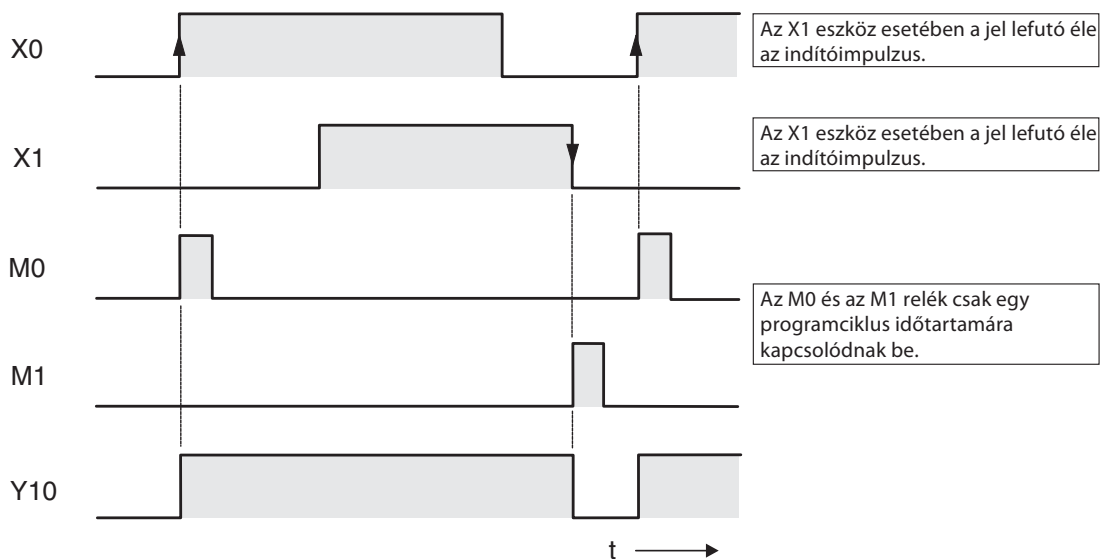 X0
Az X1 eszköz esetében a jel lefutó éle
az indítóimpulzus.
X1
Az X1 eszköz esetében a jel lefutó éle
az indítóimpulzus.
M0
Az M0 és az M1 relék csak egy
programciklus időtartamára
kapcsolódnak be.
M1
Y10
t